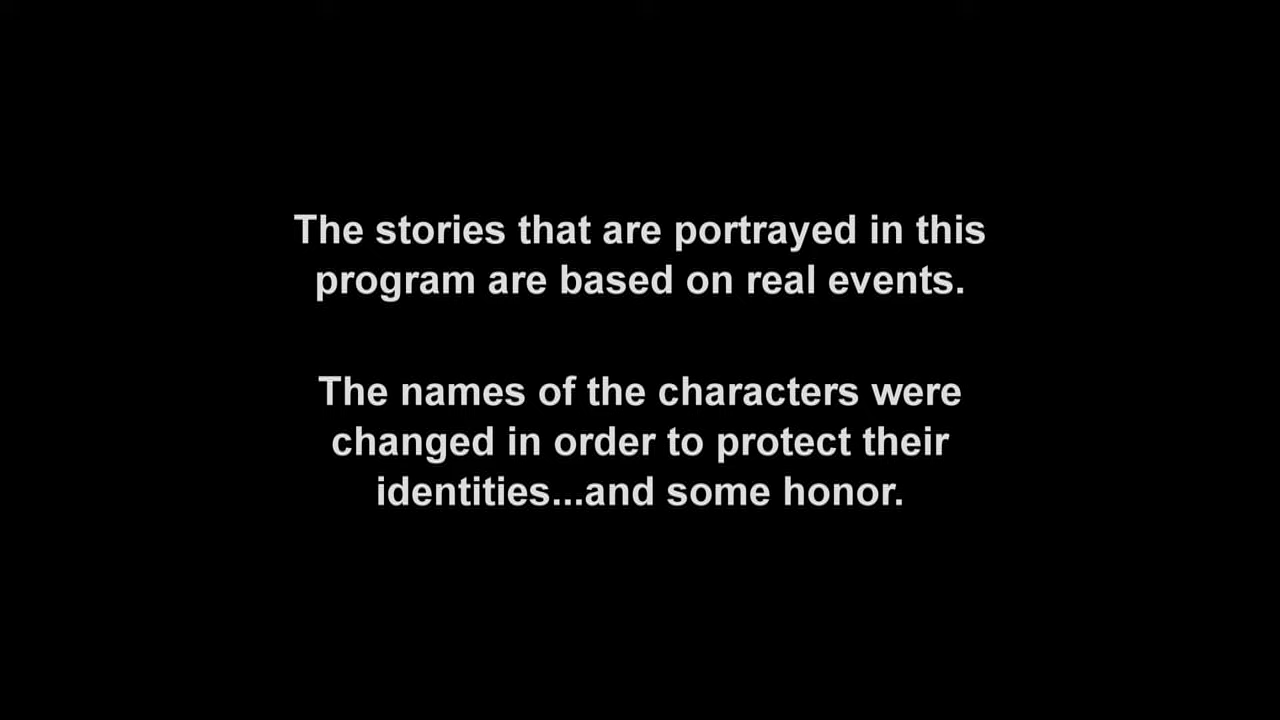 The stories that are portrayed in this
program are based on real events.
The names of the characters were
changed in order to protect their
identities...and some honor.